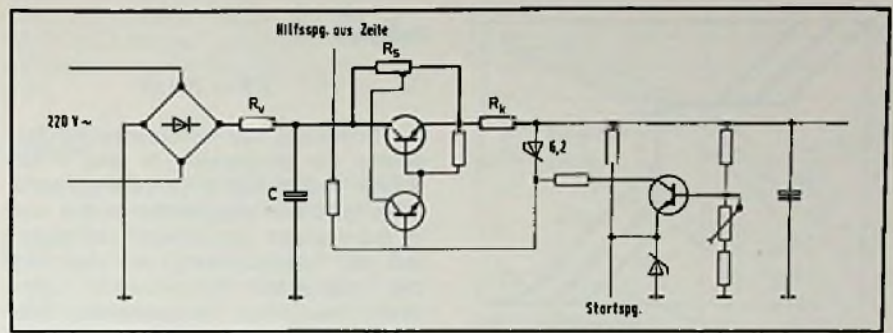 Hilfsspg. aus Zeile
R_S
220 V ~
R_v
R_k
6,2
C
Startspg.